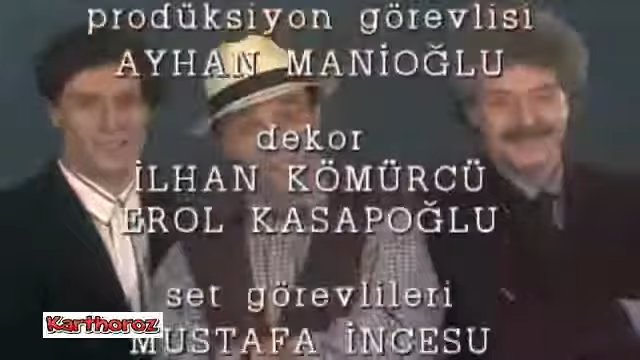 prodüksiyon görevlisi
AYHAN MANİOĞLU
dekor
İLHAN KÖMÜRCÜ
EROL KASAPOĞLU
set görevlileri
Karthoroz
MUSTAFA İNCESU